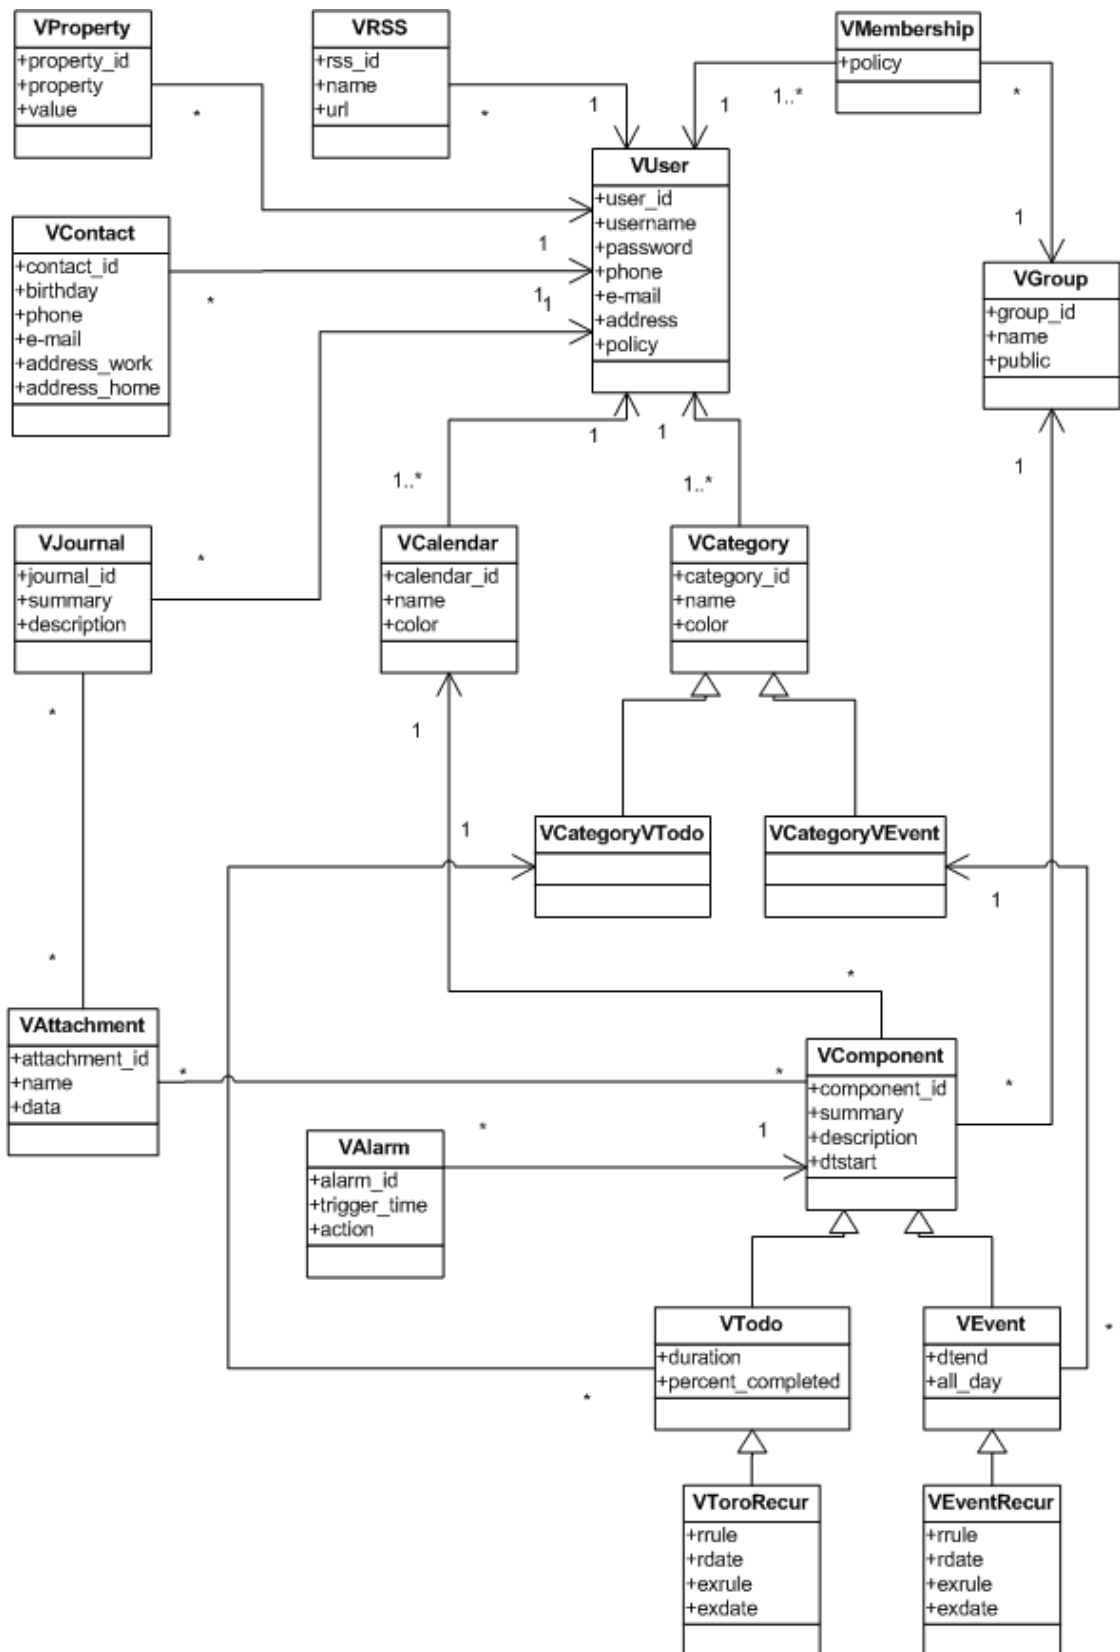 VProperty
+property_id
+property
+value
VRSS
+rss_id
+name
+url
VMembership
+policy
*
*
1
1
1..*
*
VUser
+user_id
+username
+password
+phone
+e-mail
+address
+policy
VContact
+contact_id
+birthday
+phone
+e-mail
+address_work
+address_home
1
*
1
1
1
VGroup
+group_id
+name
+public
1
1
1
1..*
1..*
VJournal
+journal_id
+summary
+description
*
VCalendar
+calendar_id
+name
+color
VCategory
+category_id
+name
+color
*
1
1
VCategoryVTodo
VCategoryVEvent
1
*
*
VAttachment
+attachment_id
+name
+data
*
*
VComponent
+component_id
+summary
+description
+dtstart
*
*
1
VAlarm
+alarm_id
+trigger_time
+action
VTodo
+duration
+percent_completed
*
VEvent
+dtend
+all_day
*
VToroRecur
+rrule
+rdate
+exrule
+exdate
VEventRecur
+rrule
+rdate
+exrule
+exdate